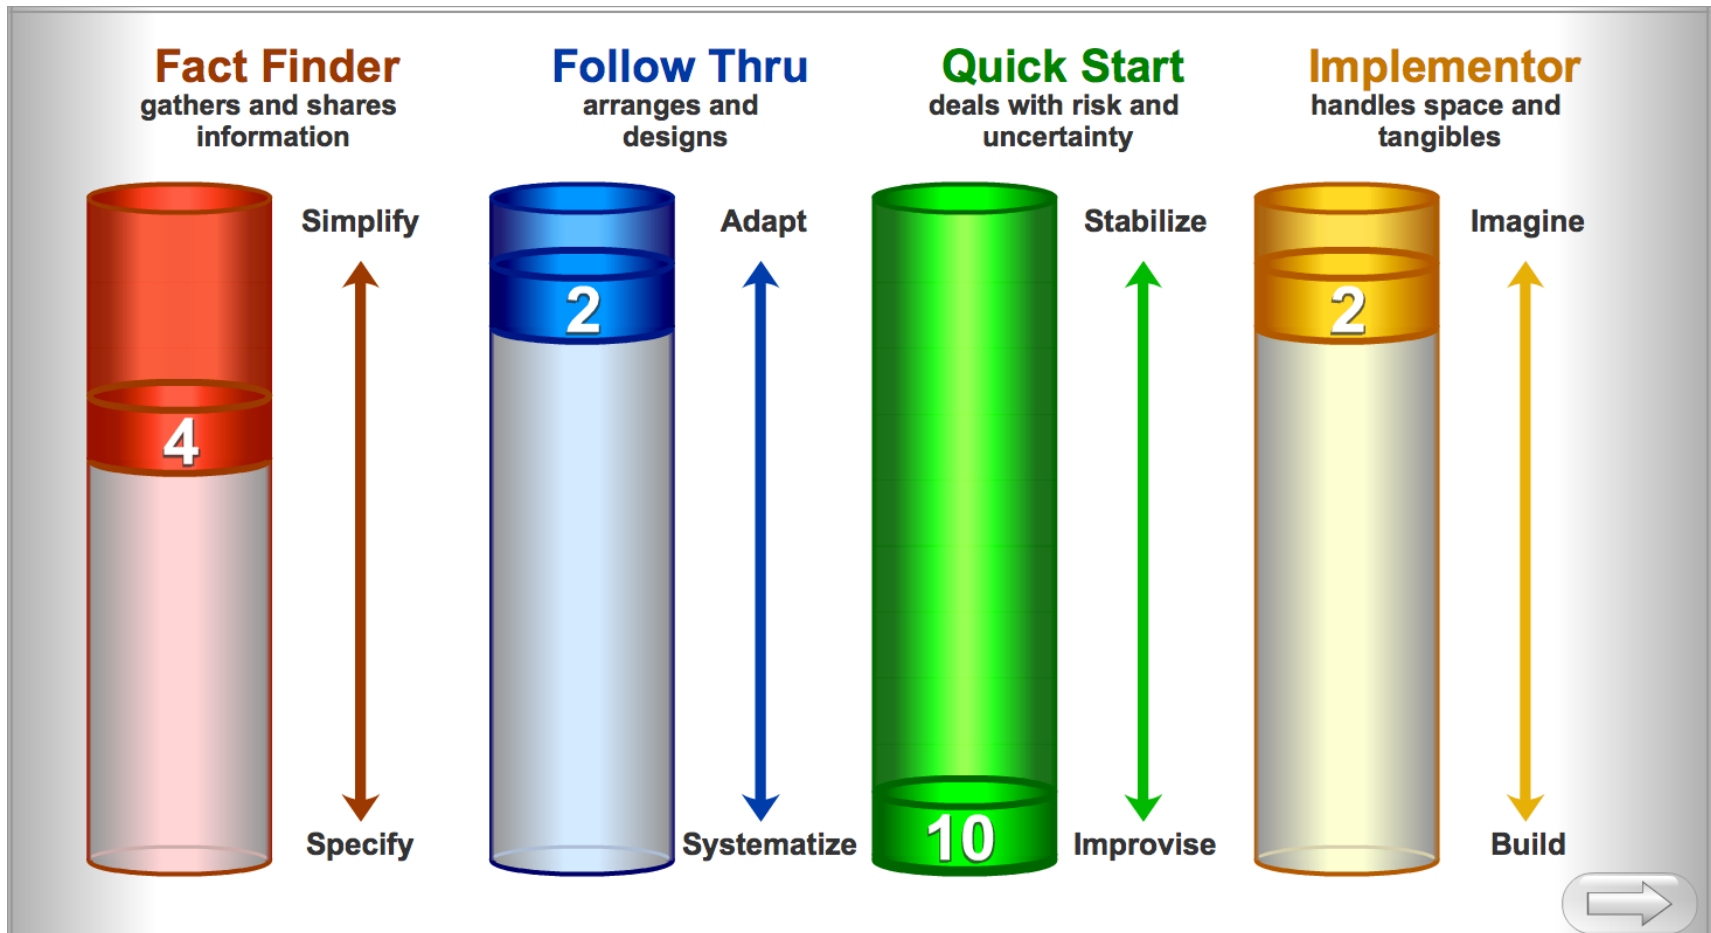 Fact Finder
gathers and shares
information
Simplify
4
Specify
Follow Thru
arranges and
designs
Adapt
2
Systematize
Quick Start
deals with risk and
uncertainty
Stabilize
10
Improvise
Implementor
handles space and
tangibles
Imagine
2
Build